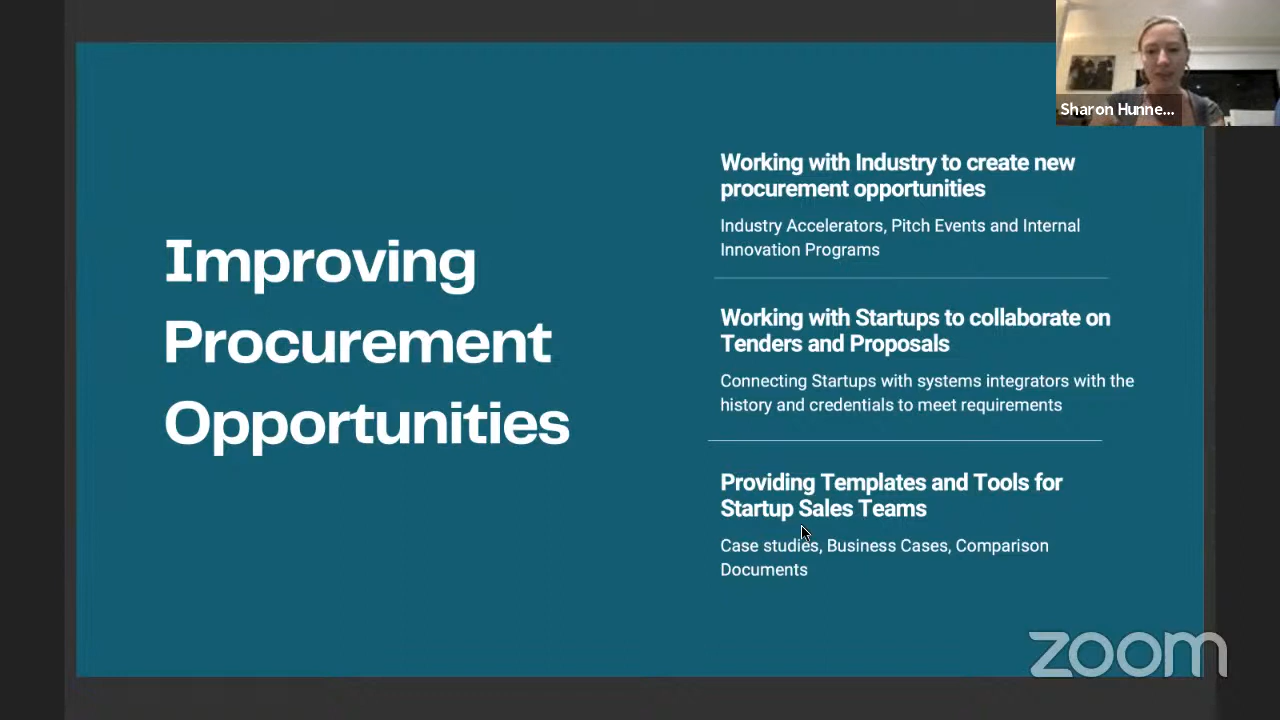 Sharon Hunne...
Improving
Procurement
Opportunities
Working with Industry to create new
procurement opportunities
Industry Accelerators, Pitch Events and Internal
Innovation Programs
Working with Startups to collaborate on
Tenders and Proposals
Connecting Startups with systems integrators with the
history and credentials to meet requirements
Providing Templates and Tools for
Startup Sales Teams
Case studies, Business Cases, Comparison
Documents
zoom